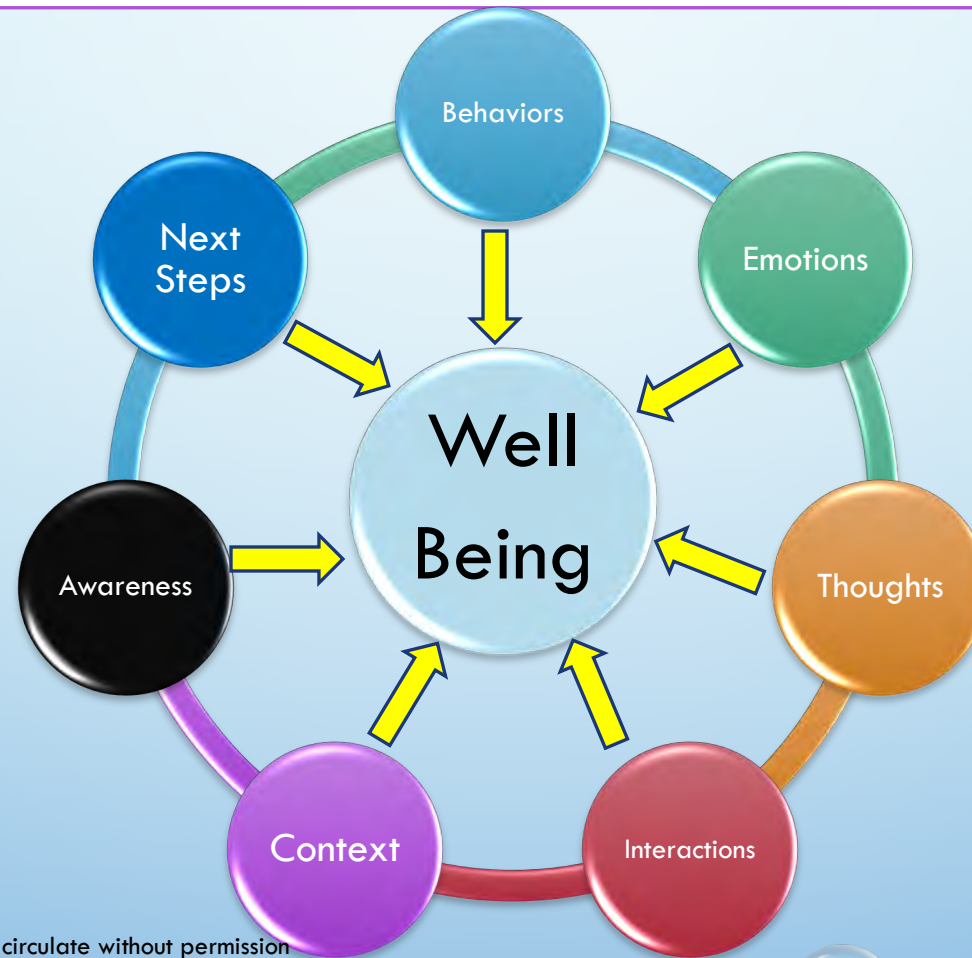 Behaviors
Emotions
Thoughts
Interactions
Context
Awareness
Next
Steps
Well
Being
circulate without permission